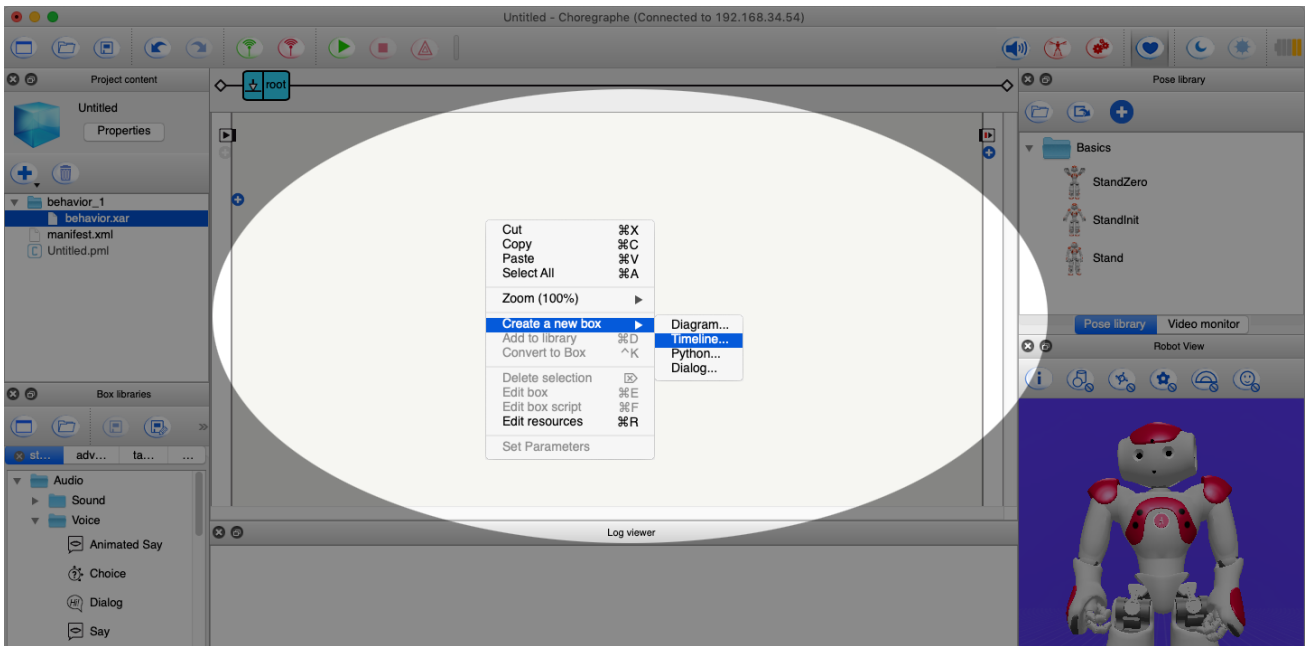 Untitled - Choregraphe (Connected to 192.168.34.54)
Project content
Untitled
Properties
behavior_1
behavior.xar
manifest.xml
Untitled.pml
Box libraries
st...
adv...
ta...
...
Audio
Sound
Voice
Animated Say
Choice
Dialog
Say
root
Cut ⌘X
Copy ⌘C
Paste ⌘V
Select All ⌘A
Zoom (100%)
Create a new box
Add to library ⌘D
Convert to Box ^K
Delete selection ⌦
Edit box ⌘E
Edit box script ⌘F
Edit resources ⌘R
Set Parameters
Diagram...
Timeline...
Python...
Dialog...
Log viewer
Pose library
Basics
StandZero
StandInit
Stand
Pose library
Video monitor
Robot View